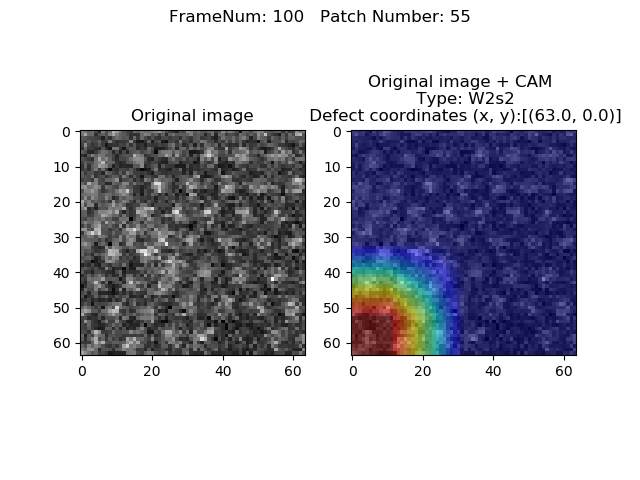 FrameNum: 100   Patch Number: 55
Original image
Original image + CAM
Type: W2s2
Defect coordinates (x, y):[(63.0, 0.0)]
0
10
20
30
40
50
60
0 20 40 60
0
10
20
30
40
50
60
0 20 40 60